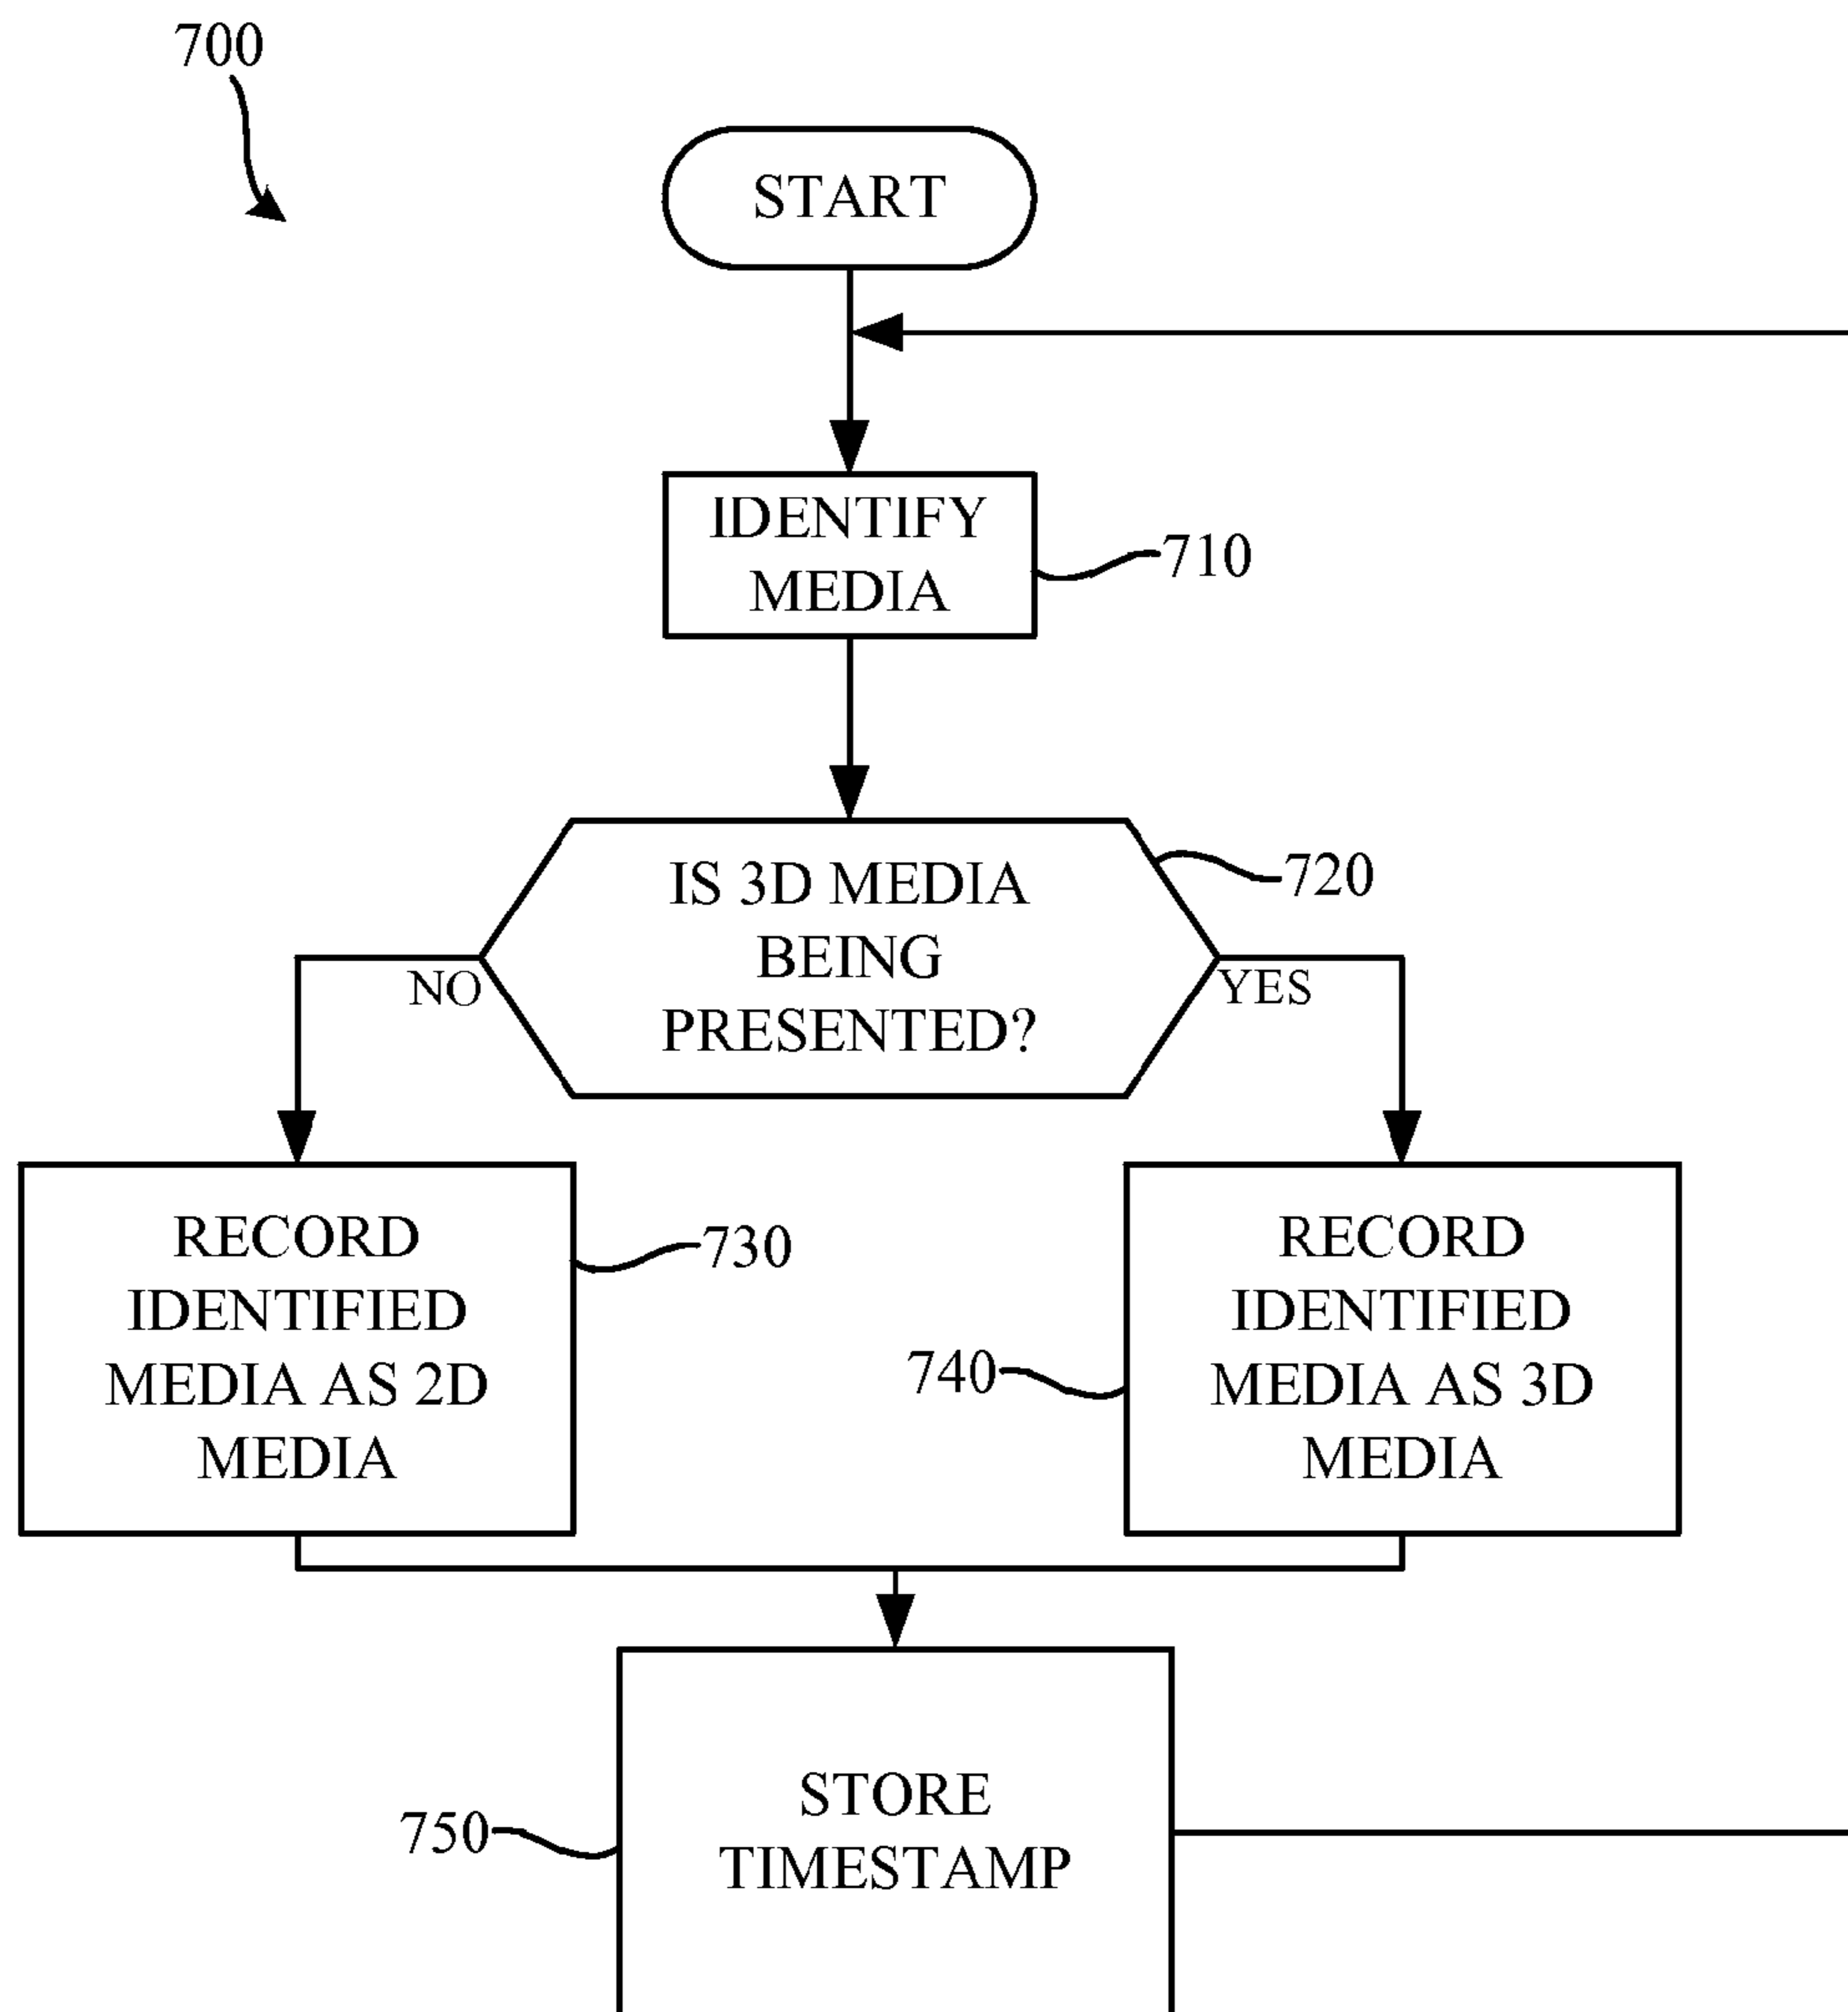 700
START
IDENTIFY
MEDIA
710
IS 3D MEDIA
BEING
PRESENTED?
720
NO
YES
RECORD
IDENTIFIED
MEDIA AS 2D
MEDIA
730
RECORD
IDENTIFIED
MEDIA AS 3D
MEDIA
740
STORE
TIMESTAMP
750